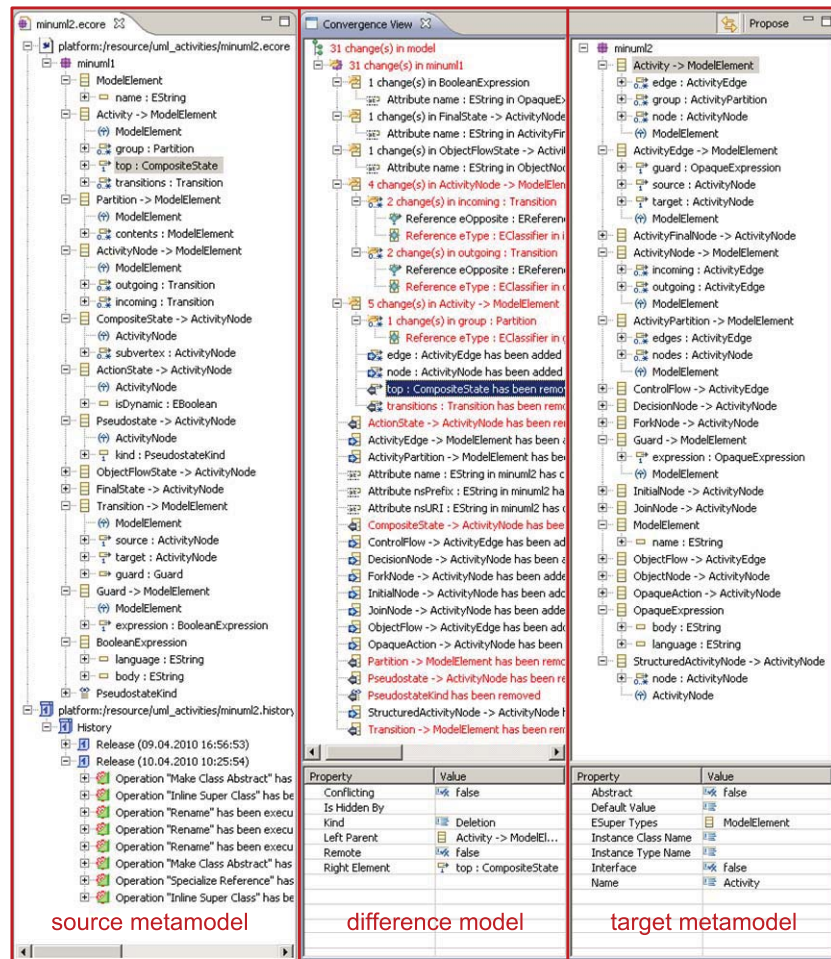 minuml2.ecore
platform:/resource/uml_activities/minuml2.ecore
minuml1
ModelElement
name : EString
Activity -> ModelElement
ModelElement
group : Partition
top : CompositeState
transitions : Transition
Partition -> ModelElement
ModelElement
contents : ModelElement
ActivityNode -> ModelElement
ModelElement
outgoing : Transition
incoming : Transition
CompositeState -> ActivityNode
ActivityNode
subvertex : ActivityNode
ActionState -> ActivityNode
ActivityNode
isDynamic : EBoolean
Pseudostate -> ActivityNode
ActivityNode
kind : PseudostateKind
ObjectFlowState -> ActivityNode
FinalState -> ActivityNode
Transition -> ModelElement
ModelElement
source : ActivityNode
target : ActivityNode
guard : Guard
Guard -> ModelElement
ModelElement
expression : BooleanExpression
BooleanExpression
language : EString
body : EString
PseudostateKind
platform:/resource/uml_activities/minuml2.history
History
Release (09.04.2010 16:56:53)
Release (10.04.2010 10:25:54)
Operation "Make Class Abstract" has
Operation "Inline Super Class" has be
Operation "Rename" has been execu
Operation "Rename" has been execu
Operation "Rename" has been execu
Operation "Make Class Abstract" has
Operation "Specialize Reference" has
Operation "Inline Super Class" has be
source metamodel
Convergence View
31 change(s) in model
31 change(s) in minuml1
1 change(s) in BooleanExpression
Attribute name : EString in OpaqueEx
1 change(s) in FinalState -> ActivityNode
Attribute name : EString in ActivityFin
1 change(s) in ObjectFlowState -> Activi
Attribute name : EString in ObjectNod
4 change(s) in ActivityNode -> ModelElem
2 change(s) in incoming : Transition
Reference eOpposite : EReferen
Reference eType : EClassifier in i
2 change(s) in outgoing : Transition
Reference eOpposite : EReferen
Reference eType : EClassifier in o
5 change(s) in Activity -> ModelElement
1 change(s) in group : Partition
Reference eType : EClassifier in g
edge : ActivityEdge has been added
node : ActivityNode has been added
top : CompositeState has been remov
transitions : Transition has been remo
ActionState -> ActivityNode has been re
ActivityEdge -> ModelElement has been a
ActivityPartition -> ModelElement has bee
Attribute name : EString in minuml2 has c
Attribute nsPrefix : EString in minuml2 ha
Attribute nsURI : EString in minuml2 has c
CompositeState -> ActivityNode has bee
ControlFlow -> ActivityEdge has been ad
DecisionNode -> ActivityNode has been a
ForkNode -> ActivityNode has been adde
InitialNode -> ActivityNode has been add
JoinNode -> ActivityNode has been adde
ObjectFlow -> ActivityEdge has been add
OpaqueAction -> ActivityNode has been
Partition -> ModelElement has been remo
Pseudostate -> ActivityNode has been re
PseudostateKind has been removed
StructuredActivityNode -> ActivityNode h
Transition -> ModelElement has been rem
Property Value
Conflicting false
Is Hidden By
Kind Deletion
Left Parent Activity -> ModelEl...
Remote false
Right Element top : CompositeState
difference model
Propose
minuml2
Activity -> ModelElement
edge : ActivityEdge
group : ActivityPartition
node : ActivityNode
ModelElement
ActivityEdge -> ModelElement
guard : OpaqueExpression
source : ActivityNode
target : ActivityNode
ModelElement
ActivityFinalNode -> ActivityNode
ActivityNode -> ModelElement
incoming : ActivityEdge
outgoing : ActivityEdge
ModelElement
ActivityPartition -> ModelElement
edges : ActivityEdge
nodes : ActivityNode
ModelElement
ControlFlow -> ActivityEdge
DecisionNode -> ActivityNode
ForkNode -> ActivityNode
Guard -> ModelElement
expression : OpaqueExpression
ModelElement
InitialNode -> ActivityNode
JoinNode -> ActivityNode
ModelElement
name : EString
ObjectFlow -> ActivityEdge
ObjectNode -> ActivityNode
OpaqueAction -> ActivityNode
OpaqueExpression
body : EString
language : EString
StructuredActivityNode -> ActivityNode
node : ActivityNode
ActivityNode
Property Value
Abstract false
Default Value
ESuper Types ModelElement
Instance Class Name
Instance Type Name
Interface false
Name Activity
target metamodel